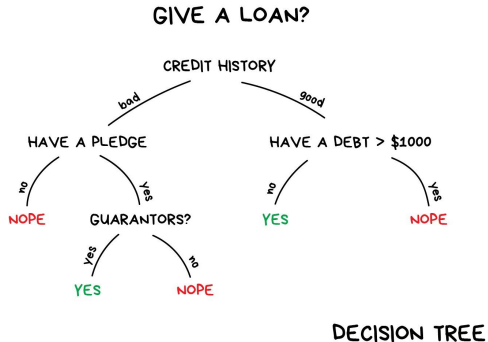 GIVE A LOAN?
CREDIT HISTORY
bad
good
HAVE A PLEDGE
HAVE A DEBT > $1000
no
yes
no
yes
NOPE
GUARANTORS?
YES
NOPE
yes
no
YES
NOPE
DECISION TREE